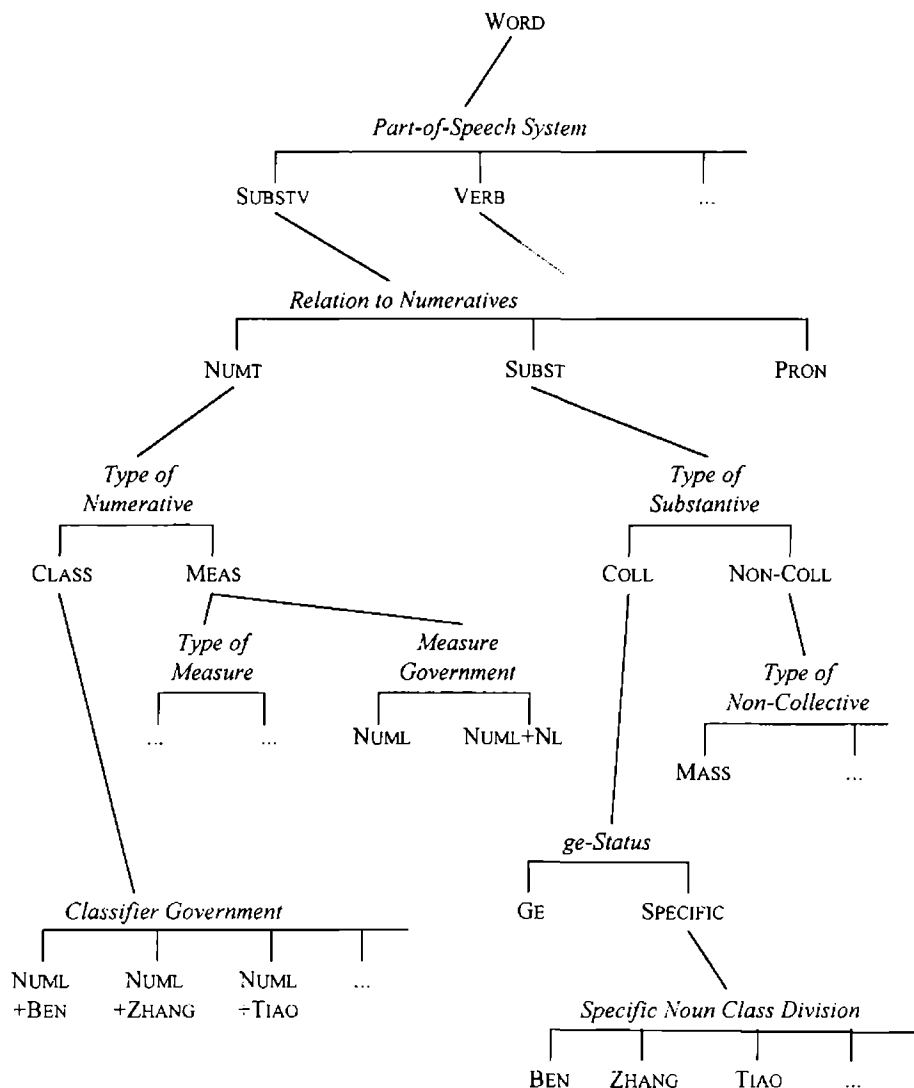 WORD
Part-of-Speech System
SUBSTV VERB ...
Relation to Numeratives
NUMT SUBST PRON
Type of Numerative
Type of Substantive
CLASS MEAS COLL NON-COLL
Type of Measure
Measure Government
Type of Non-Collective
... ... NUML NUML+NL
MASS ...
ge-Status
GE SPECIFIC
Classifier Government
NUML +BEN
NUML +ZHANG
NUML ÷TIAO
...
Specific Noun Class Division
BEN ZHANG TIAO ...